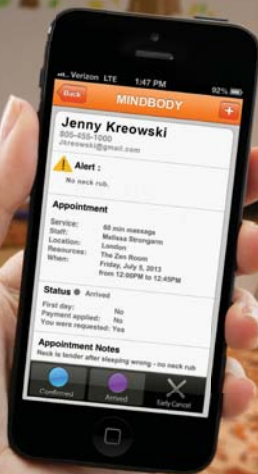 Verizon LTE 1:47 PM 92%
Back MINDBODY +
Jenny Kreowski
805-455-1000
Jkreowski@gmail.com
Alert :
No neck rub.
Appointment
Service: 60 min massage
Staff: Melissa Strongarm
Location: London
Resources: The Zen Room
When: Friday, July 5, 2013
from 12:00PM to 12:45PM
Status Arrived
First day: No
Payment applied: No
You were requested: Yes
Appointment Notes
Neck is tender after sleeping wrong - no neck rub
Confirmed Arrived Early Cancel